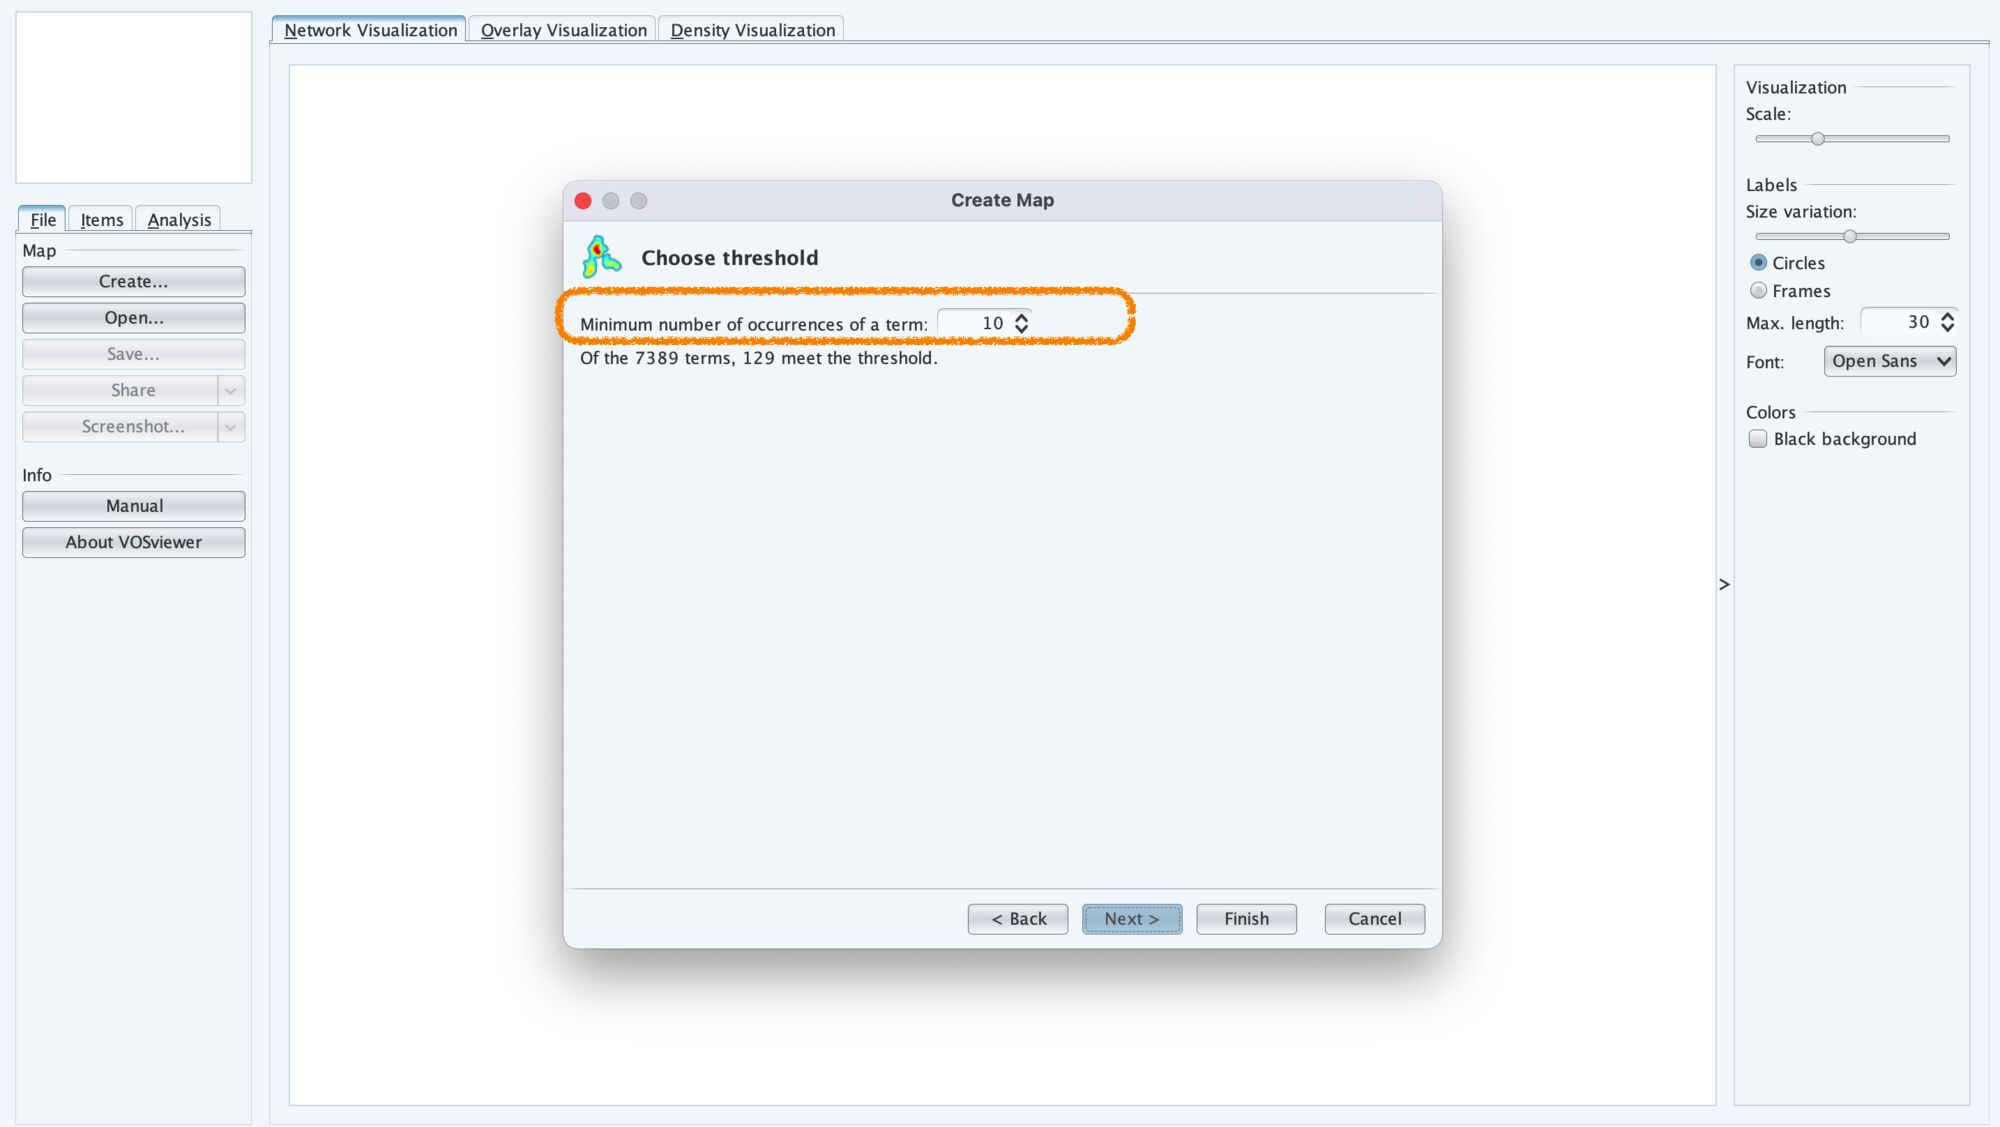 Network Visualization
Overlay Visualization
Density Visualization
File
Items
Analysis
Map
Create...
Open...
Save...
Share
Screenshot...
Info
Manual
About VOSviewer
Create Map
Choose threshold
Minimum number of occurrences of a term: 10
Of the 7389 terms, 129 meet the threshold.
< Back
Next >
Finish
Cancel
>
Visualization
Scale:
Labels
Size variation:
Circles
Frames
Max. length: 30
Font: Open Sans
Colors
Black background